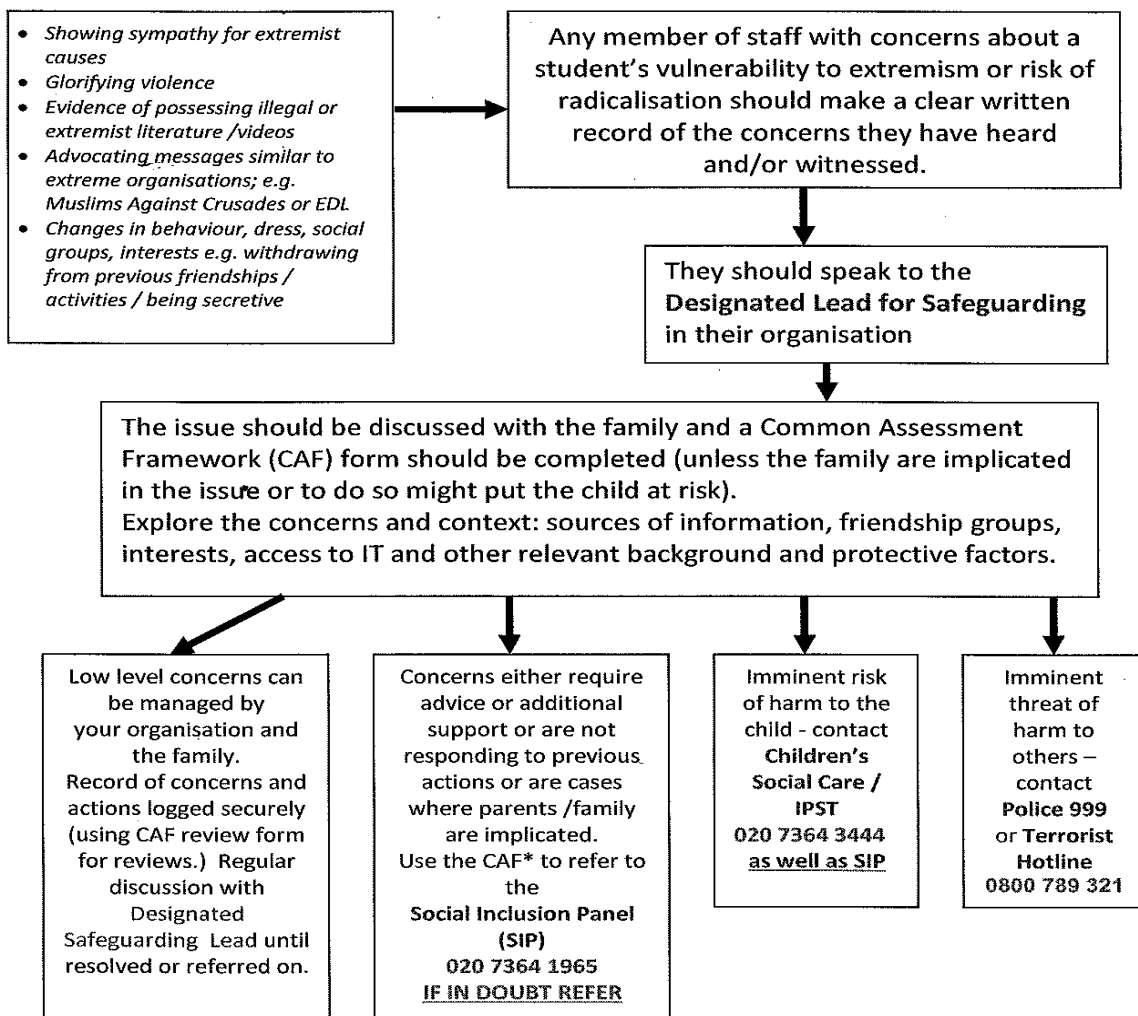 • Showing sympathy for extremist
causes
• Glorifying violence
• Evidence of possessing illegal or
extremist literature /videos
• Advocating messages similar to
extreme organisations; e.g.
Muslims Against Crusades or EDL
• Changes in behaviour, dress, social
groups, interests e.g. withdrawing
from previous friendships /
activities / being secretive
Any member of staff with concerns about a
student's vulnerability to extremism or risk of
radicalisation should make a clear written
record of the concerns they have heard
and/or witnessed.
They should speak to the
Designated Lead for Safeguarding
in their organisation
The issue should be discussed with the family and a Common Assessment
Framework (CAF) form should be completed (unless the family are implicated
in the issue or to do so might put the child at risk).
Explore the concerns and context: sources of information, friendship groups,
interests, access to IT and other relevant background and protective factors.
Low level concerns can
be managed by
your organisation and
the family.
Record of concerns and
actions logged securely
(using CAF review form
for reviews.) Regular
discussion with
Designated
Safeguarding Lead until
resolved or referred on.
Concerns either require
advice or additional
support or are not
responding to previous
actions or are cases
where parents /family
are implicated.
Use the CAF* to refer to
the
Social Inclusion Panel
(SIP)
020 7364 1965
IF IN DOUBT REFER
Imminent risk
of harm to the
child - contact
Children's
Social Care /
IPST
020 7364 3444
as well as SIP
Imminent
threat of
harm to
others –
contact
Police 999
or Terrorist
Hotline
0800 789 321